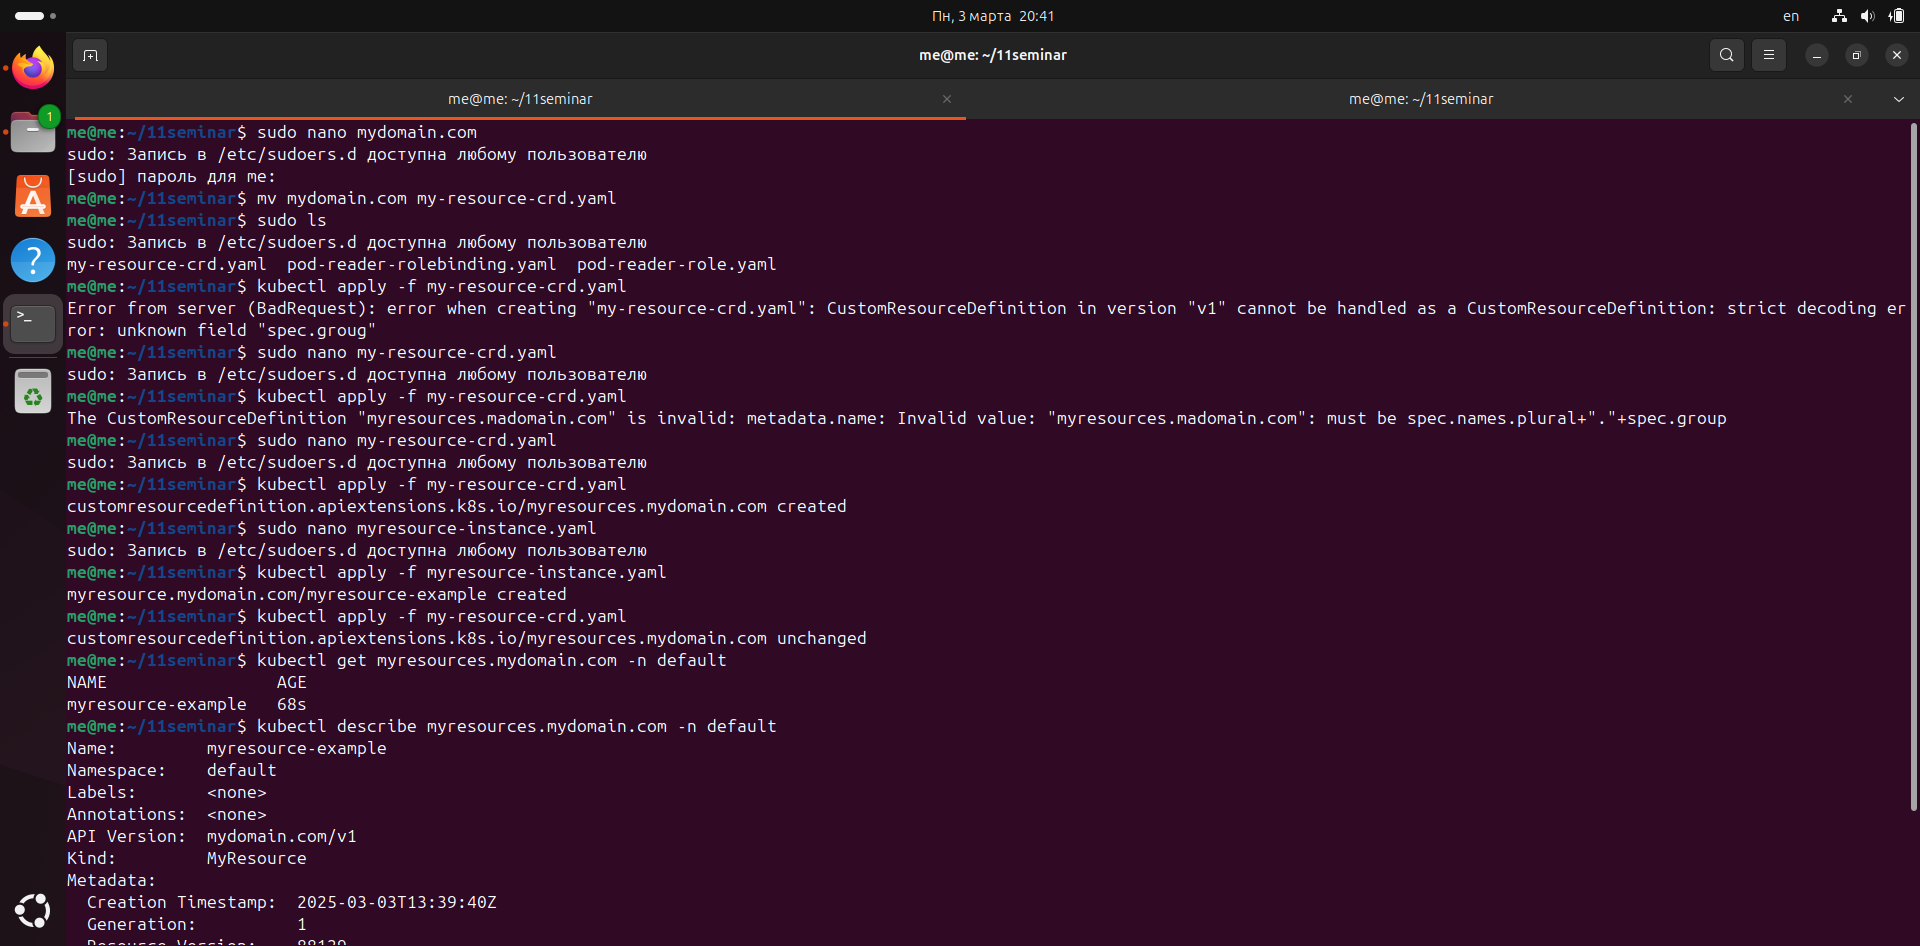 Пн, 3 марта 20:41
en
me@me: ~/11seminar
me@me: ~/11seminar
me@me: ~/11seminar
1
me@me:~/11seminar$ sudo nano mydomain.com
sudo: Запись в /etc/sudoers.d доступна любому пользователю
[sudo] пароль для me:
me@me:~/11seminar$ mv mydomain.com my-resource-crd.yaml
me@me:~/11seminar$ sudo ls
sudo: Запись в /etc/sudoers.d доступна любому пользователю
my-resource-crd.yaml  pod-reader-rolebinding.yaml  pod-reader-role.yaml
me@me:~/11seminar$ kubectl apply -f my-resource-crd.yaml
Error from server (BadRequest): error when creating "my-resource-crd.yaml": CustomResourceDefinition in version "v1" cannot be handled as a CustomResourceDefinition: strict decoding er
ror: unknown field "spec.groug"
me@me:~/11seminar$ sudo nano my-resource-crd.yaml
sudo: Запись в /etc/sudoers.d доступна любому пользователю
me@me:~/11seminar$ kubectl apply -f my-resource-crd.yaml
The CustomResourceDefinition "myresources.madomain.com" is invalid: metadata.name: Invalid value: "myresources.madomain.com": must be spec.names.plural+"."+spec.group
me@me:~/11seminar$ sudo nano my-resource-crd.yaml
sudo: Запись в /etc/sudoers.d доступна любому пользователю
me@me:~/11seminar$ kubectl apply -f my-resource-crd.yaml
customresourcedefinition.apiextensions.k8s.io/myresources.mydomain.com created
me@me:~/11seminar$ sudo nano myresource-instance.yaml
sudo: Запись в /etc/sudoers.d доступна любому пользователю
me@me:~/11seminar$ kubectl apply -f myresource-instance.yaml
myresource.mydomain.com/myresource-example created
me@me:~/11seminar$ kubectl apply -f my-resource-crd.yaml
customresourcedefinition.apiextensions.k8s.io/myresources.mydomain.com unchanged
me@me:~/11seminar$ kubectl get myresources.mydomain.com -n default
NAME                 AGE
myresource-example   68s
me@me:~/11seminar$ kubectl describe myresources.mydomain.com -n default
Name:         myresource-example
Namespace:    default
Labels:       <none>
Annotations:  <none>
API Version:  mydomain.com/v1
Kind:         MyResource
Metadata:
  Creation Timestamp:  2025-03-03T13:39:40Z
  Generation:          1
  Resource Version:    88139